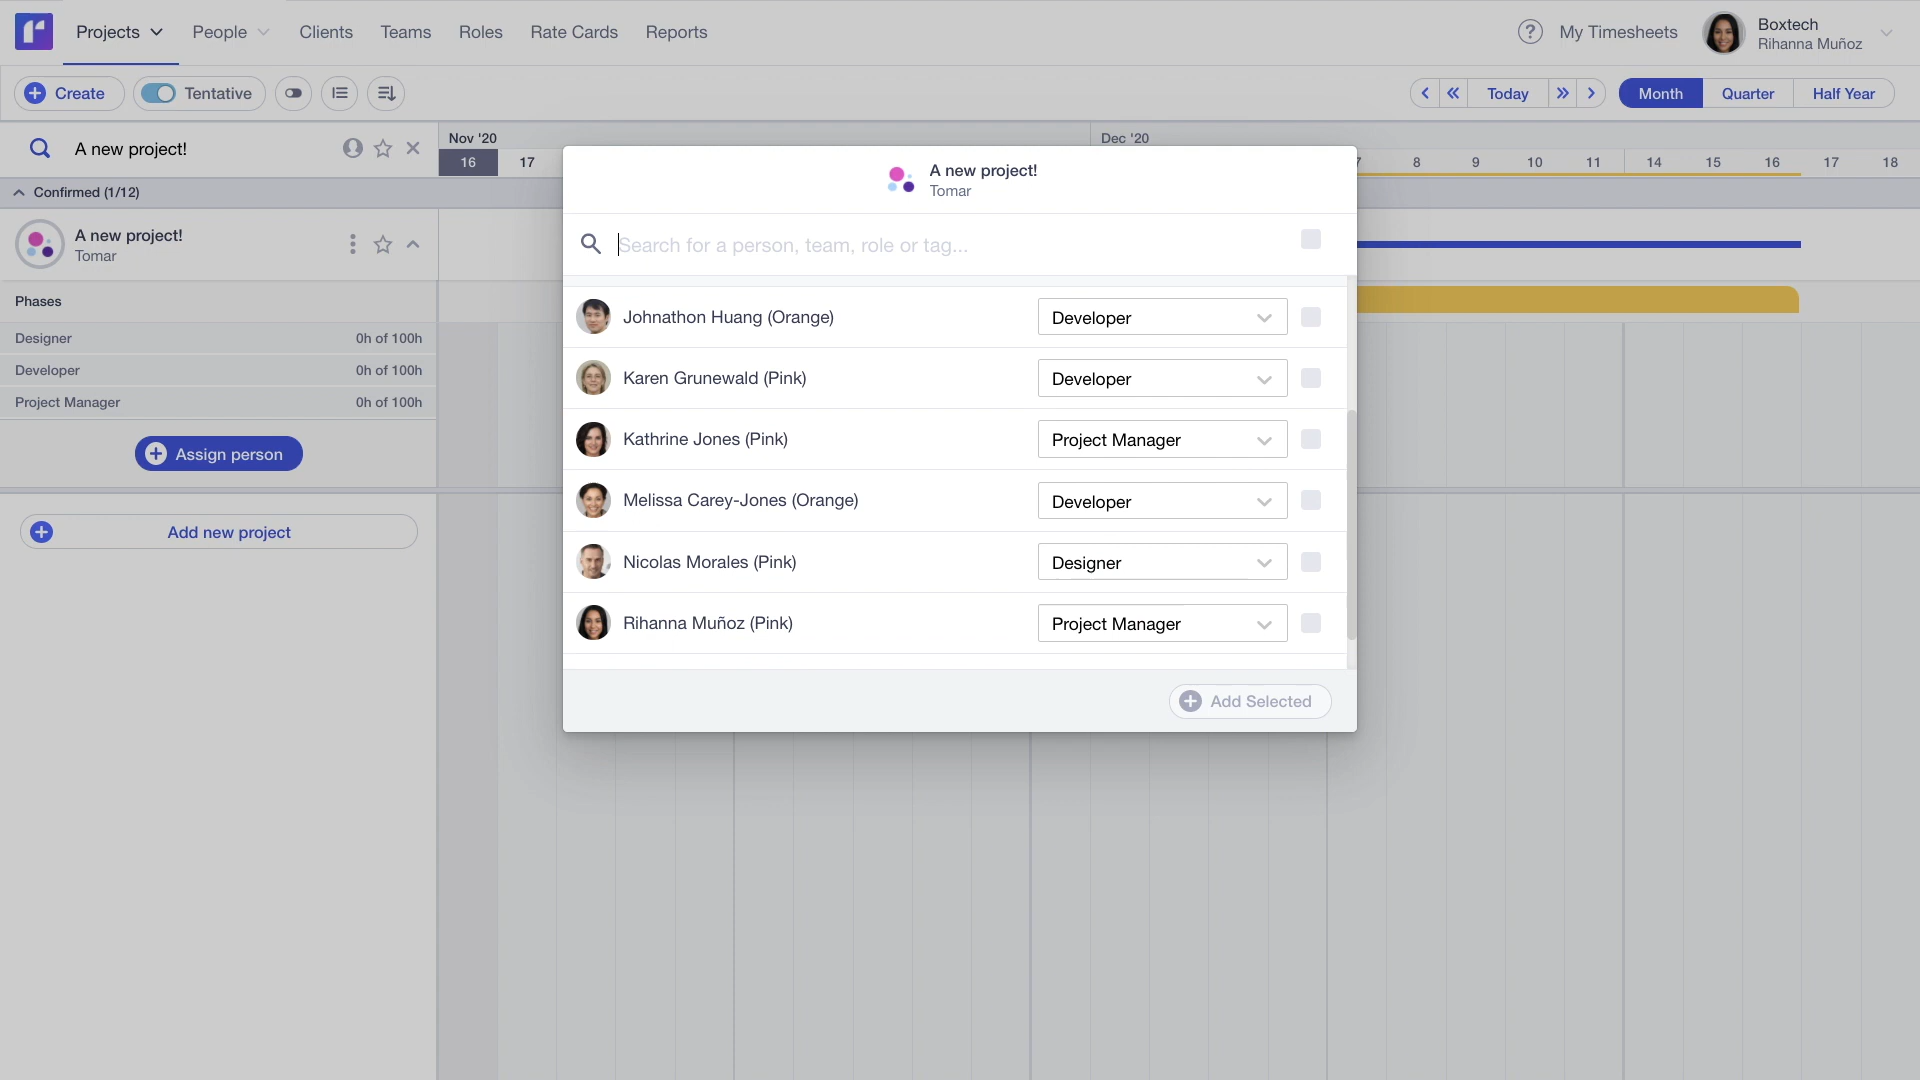 Projects People Clients Teams Roles Rate Cards Reports
? My Timesheets
Boxtech
Rihanna Muñoz
Create Tentative
Today Month Quarter Half Year
A new project!
Nov '20 Dec '20
16 17 7 8 9 10 11 14 15 16 17 18
Confirmed (1/12)
A new project!
Tomar
Phases
Designer 0h of 100h
Developer 0h of 100h
Project Manager 0h of 100h
Assign person
Add new project
A new project!
Tomar
Search for a person, team, role or tag...
Johnathon Huang (Orange) Developer
Karen Grunewald (Pink) Developer
Kathrine Jones (Pink) Project Manager
Melissa Carey-Jones (Orange) Developer
Nicolas Morales (Pink) Designer
Rihanna Muñoz (Pink) Project Manager
Add Selected